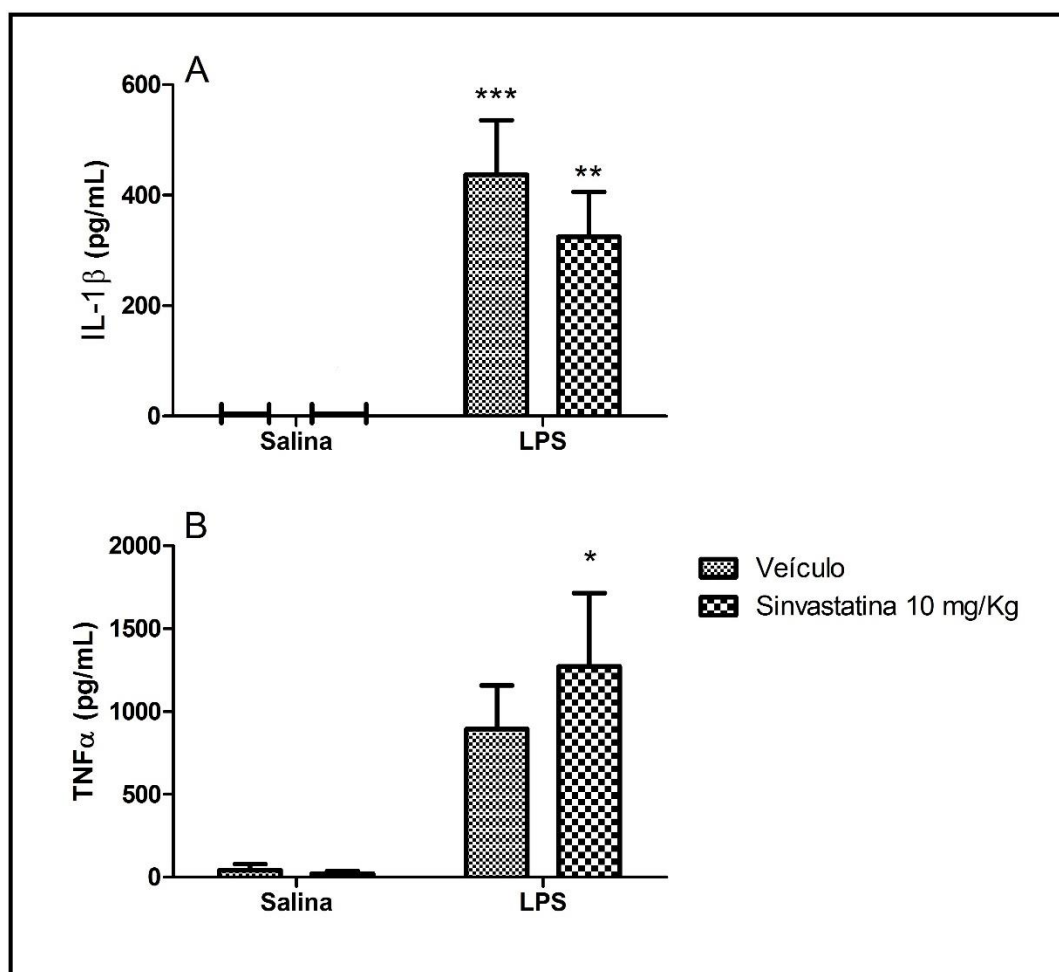 A
600
400
200
0
IL-1β (pg/mL)
***
**
Salina
LPS
B
2000
1500
1000
500
0
TNFα (pg/mL)
*
Salina
LPS
Veículo
Sinvastatina 10 mg/Kg